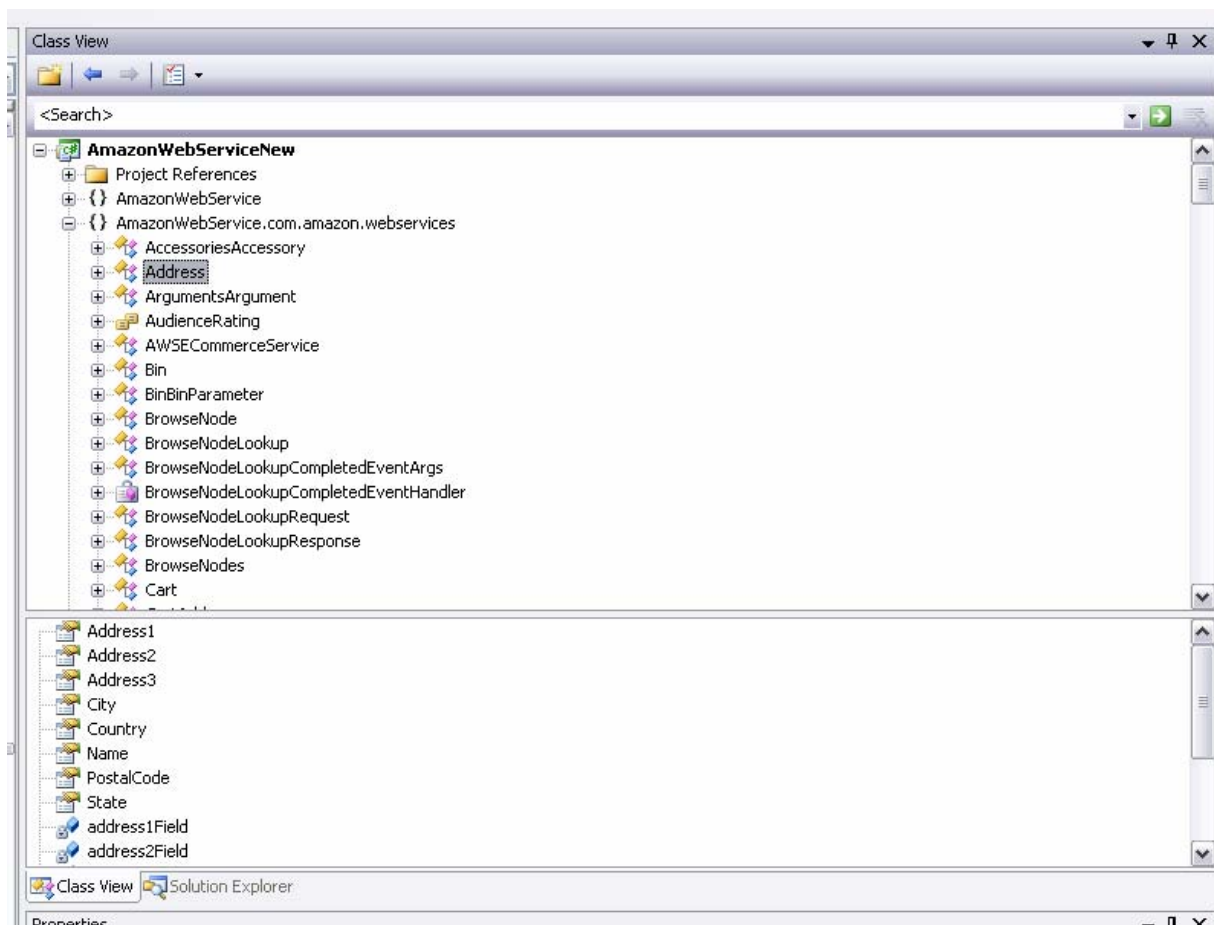 Class View
<Search>
AmazonWebServiceNew
Project References
{} AmazonWebService
{} AmazonWebService.com.amazon.webservices
AccessoriesAccessory
Address
ArgumentsArgument
AudienceRating
AWSECommerceService
Bin
BinBinParameter
BrowseNode
BrowseNodeLookup
BrowseNodeLookupCompletedEventArgs
BrowseNodeLookupCompletedEventHandler
BrowseNodeLookupRequest
BrowseNodeLookupResponse
BrowseNodes
Cart
Address1
Address2
Address3
City
Country
Name
PostalCode
State
address1Field
address2Field
Class View Solution Explorer
Properties